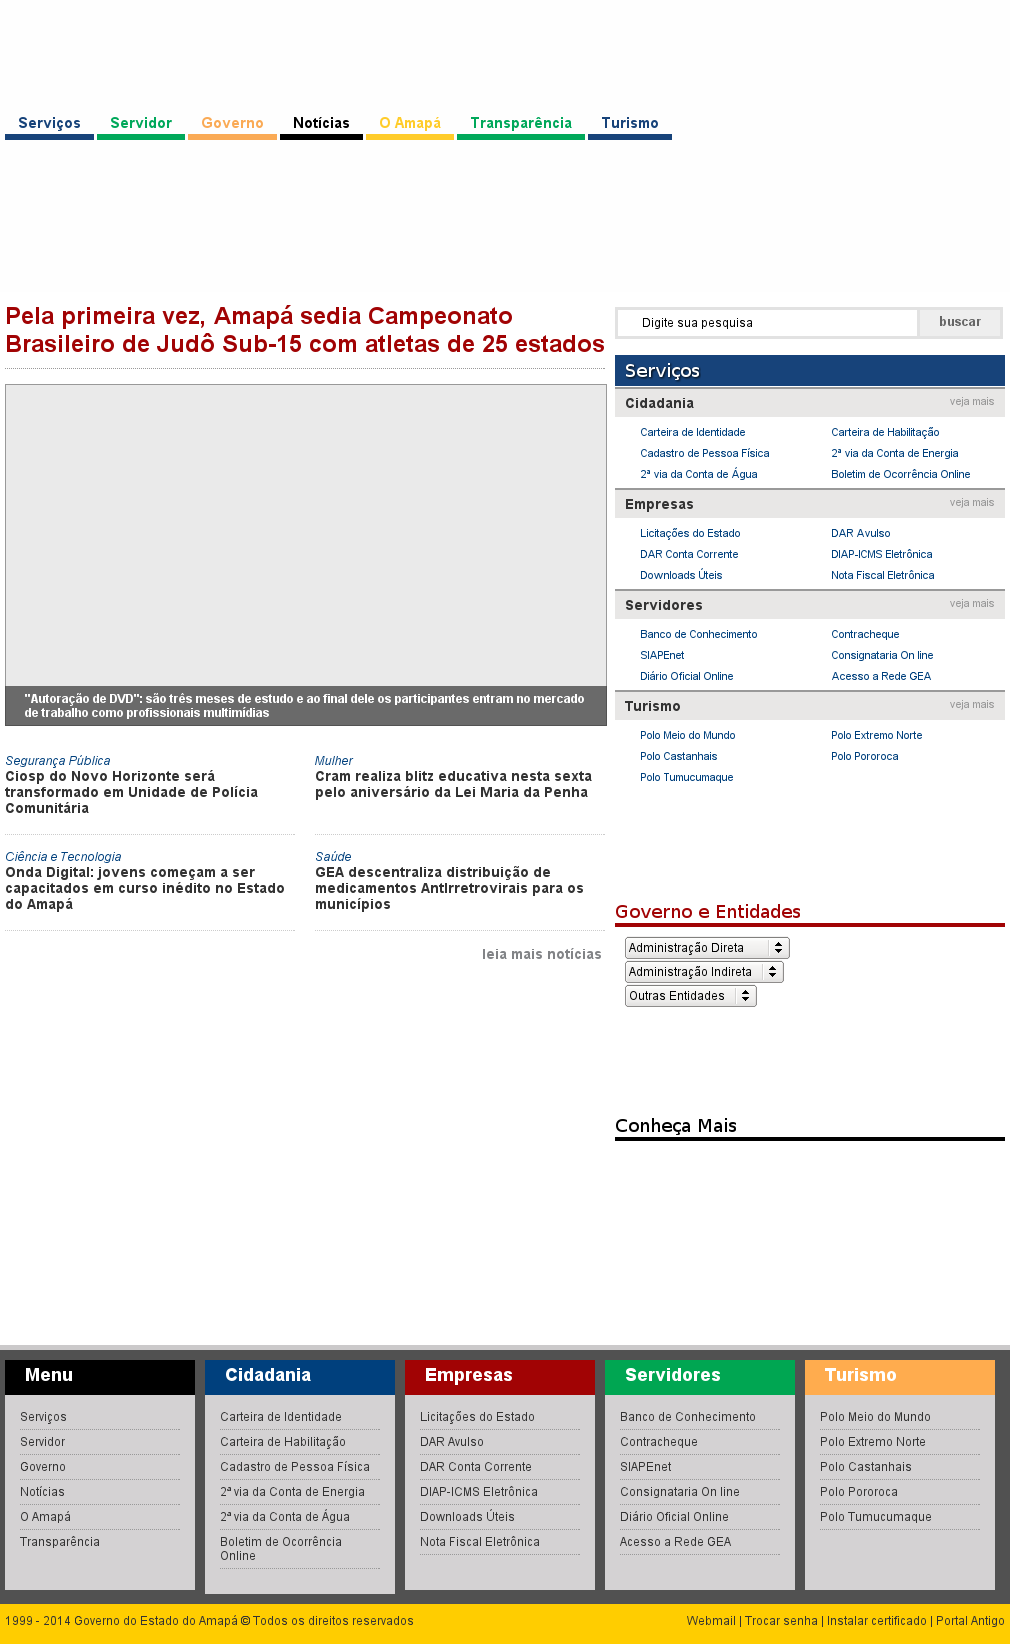 Serviços Servidor Governo Notícias O Amapá Transparência Turismo
Pela primeira vez, Amapá sedia Campeonato
Brasileiro de Judô Sub-15 com atletas de 25 estados
"Autoração de DVD": são três meses de estudo e ao final dele os participantes entram no mercado
de trabalho como profissionais multimídias
Segurança Pública
Ciosp do Novo Horizonte será
transformado em Unidade de Polícia
Comunitária
Mulher
Cram realiza blitz educativa nesta sexta
pelo aniversário da Lei Maria da Penha
Ciência e Tecnologia
Onda Digital: jovens começam a ser
capacitados em curso inédito no Estado
do Amapá
Saúde
GEA descentraliza distribuição de
medicamentos AntIrretrovirais para os
municípios
leia mais notícias
Digite sua pesquisa buscar
Serviços
Cidadania veja mais
Carteira de Identidade Carteira de Habilitação
Cadastro de Pessoa Física 2ª via da Conta de Energia
2ª via da Conta de Água Boletim de Ocorrência Online
Empresas veja mais
Licitações do Estado DAR Avulso
DAR Conta Corrente DIAP-ICMS Eletrônica
Downloads Úteis Nota Fiscal Eletrônica
Servidores veja mais
Banco de Conhecimento Contracheque
SIAPEnet Consignataria On line
Diário Oficial Online Acesso a Rede GEA
Turismo veja mais
Polo Meio do Mundo Polo Extremo Norte
Polo Castanhais Polo Pororoca
Polo Tumucumaque
Governo e Entidades
Administração Direta
Administração Indireta
Outras Entidades
Conheça Mais
Menu
Serviços
Servidor
Governo
Notícias
O Amapá
Transparência
Cidadania
Carteira de Identidade
Carteira de Habilitação
Cadastro de Pessoa Física
2ª via da Conta de Energia
2ª via da Conta de Água
Boletim de Ocorrência
Online
Empresas
Licitações do Estado
DAR Avulso
DAR Conta Corrente
DIAP-ICMS Eletrônica
Downloads Úteis
Nota Fiscal Eletrônica
Servidores
Banco de Conhecimento
Contracheque
SIAPEnet
Consignataria On line
Diário Oficial Online
Acesso a Rede GEA
Turismo
Polo Meio do Mundo
Polo Extremo Norte
Polo Castanhais
Polo Pororoca
Polo Tumucumaque
1999 - 2014 Governo do Estado do Amapá © Todos os direitos reservados Webmail | Trocar senha | Instalar certificado | Portal Antigo